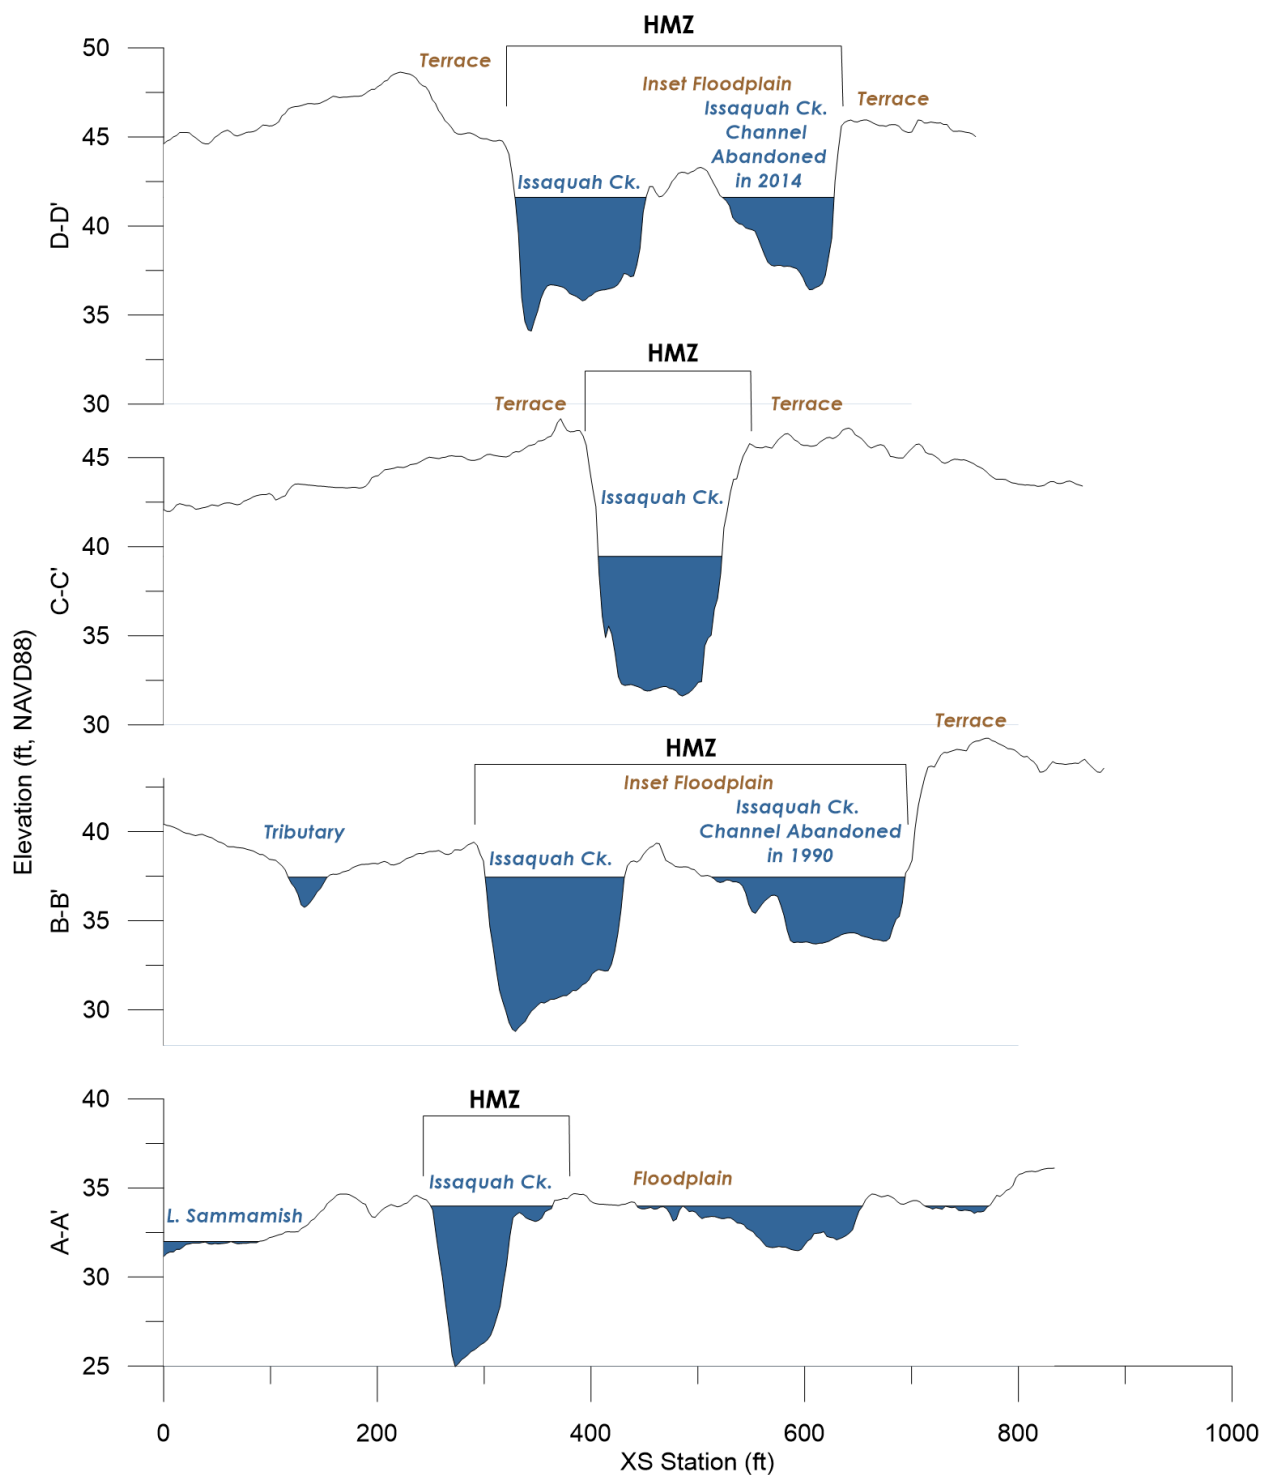 HMZ
50
Terrace
Inset Floodplain
Terrace
Issaquah Ck.
Channel
Abandoned
in 2014
45
Issaquah Ck.
40
D-D'
35
30
HMZ
Terrace
Terrace
45
Issaquah Ck.
40
C-C'
35
30
Elevation (ft, NAVD88)
Terrace
HMZ
Inset Floodplain
Issaquah Ck.
Channel Abandoned
in 1990
Tributary
Issaquah Ck.
40
B-B'
35
30
40
HMZ
Issaquah Ck.
Floodplain
35
L. Sammamish
A-A'
30
25
0 200 400 600 800 1000
XS Station (ft)